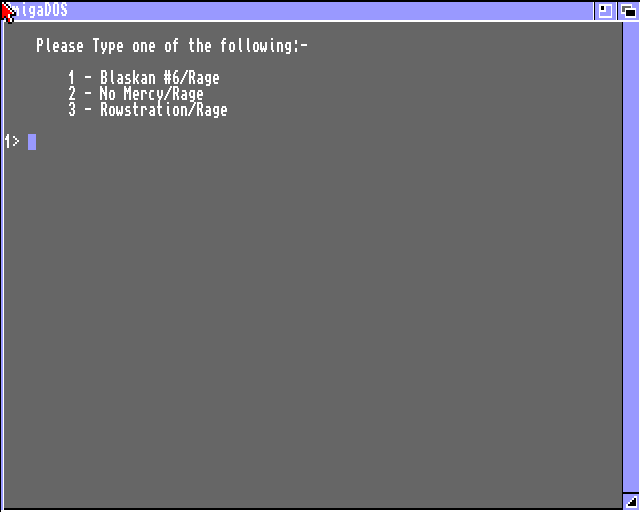 migaDOS
Please Type one of the following:-
1 - Blaskan #6/Rage
2 - No Mercy/Rage
3 - Rowstration/Rage
1>